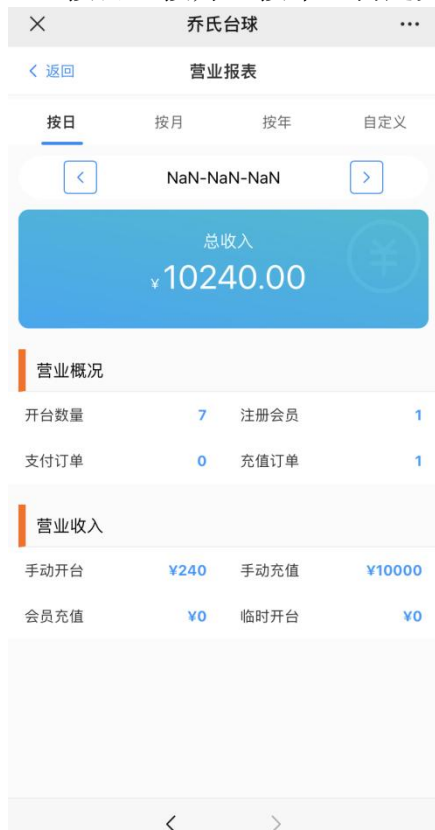 乔氏台球
返回
营业报表
按日 按月 按年 自定义
NaN-NaN-NaN
总收入
¥10240.00
营业概况
开台数量 7 注册会员 1
支付订单 0 充值订单 1
营业收入
手动开台 ¥240 手动充值 ¥10000
会员充值 ¥0 临时开台 ¥0